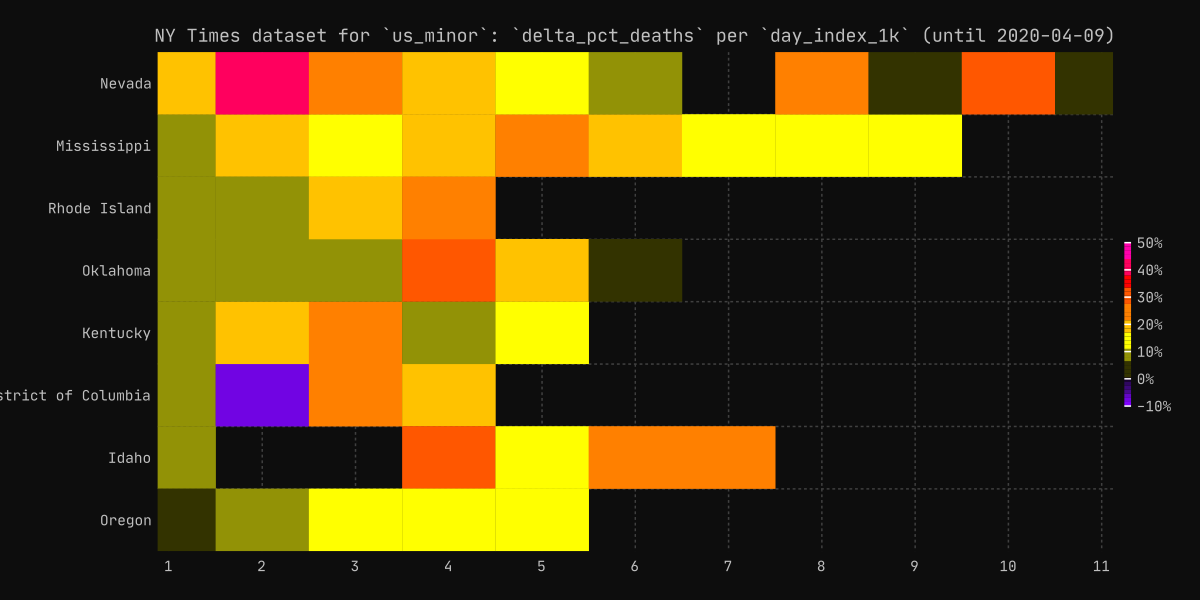 NY Times dataset for `us_minor`: `delta_pct_deaths` per `day_index_1k` (until 2020-04-09)
Nevada
Mississippi
Rhode Island
Oklahoma
Kentucky
strict of Columbia
Idaho
Oregon
1 2 3 4 5 6 7 8 9 10 11
50%
40%
30%
20%
10%
0%
-10%